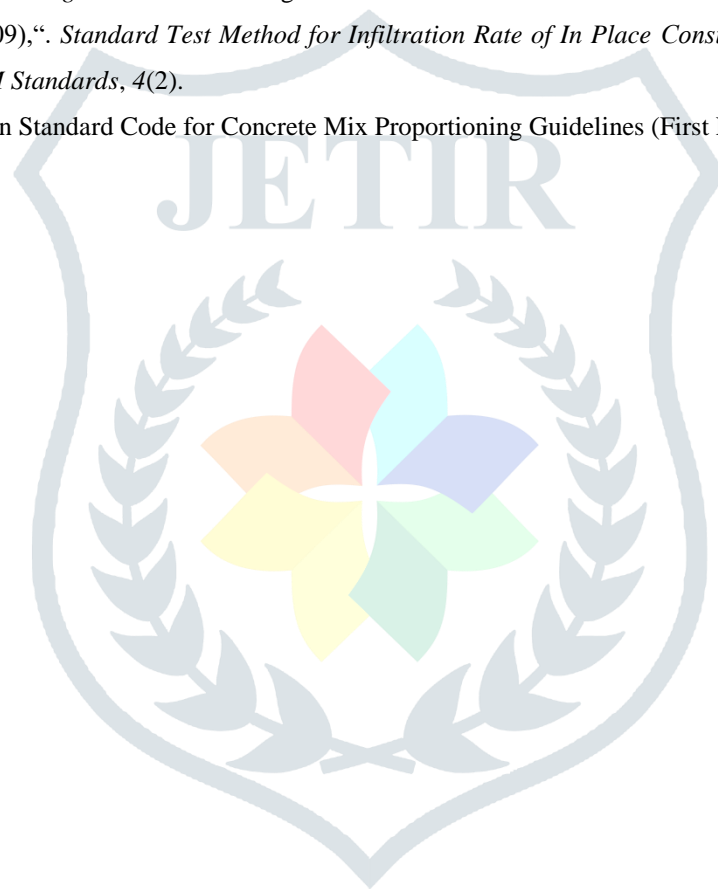 09),“. Standard Test Method for Infiltration Rate of In Place Cons
Standards, 4(2).
n Standard Code for Concrete Mix Proportioning Guidelines (First
JETIR